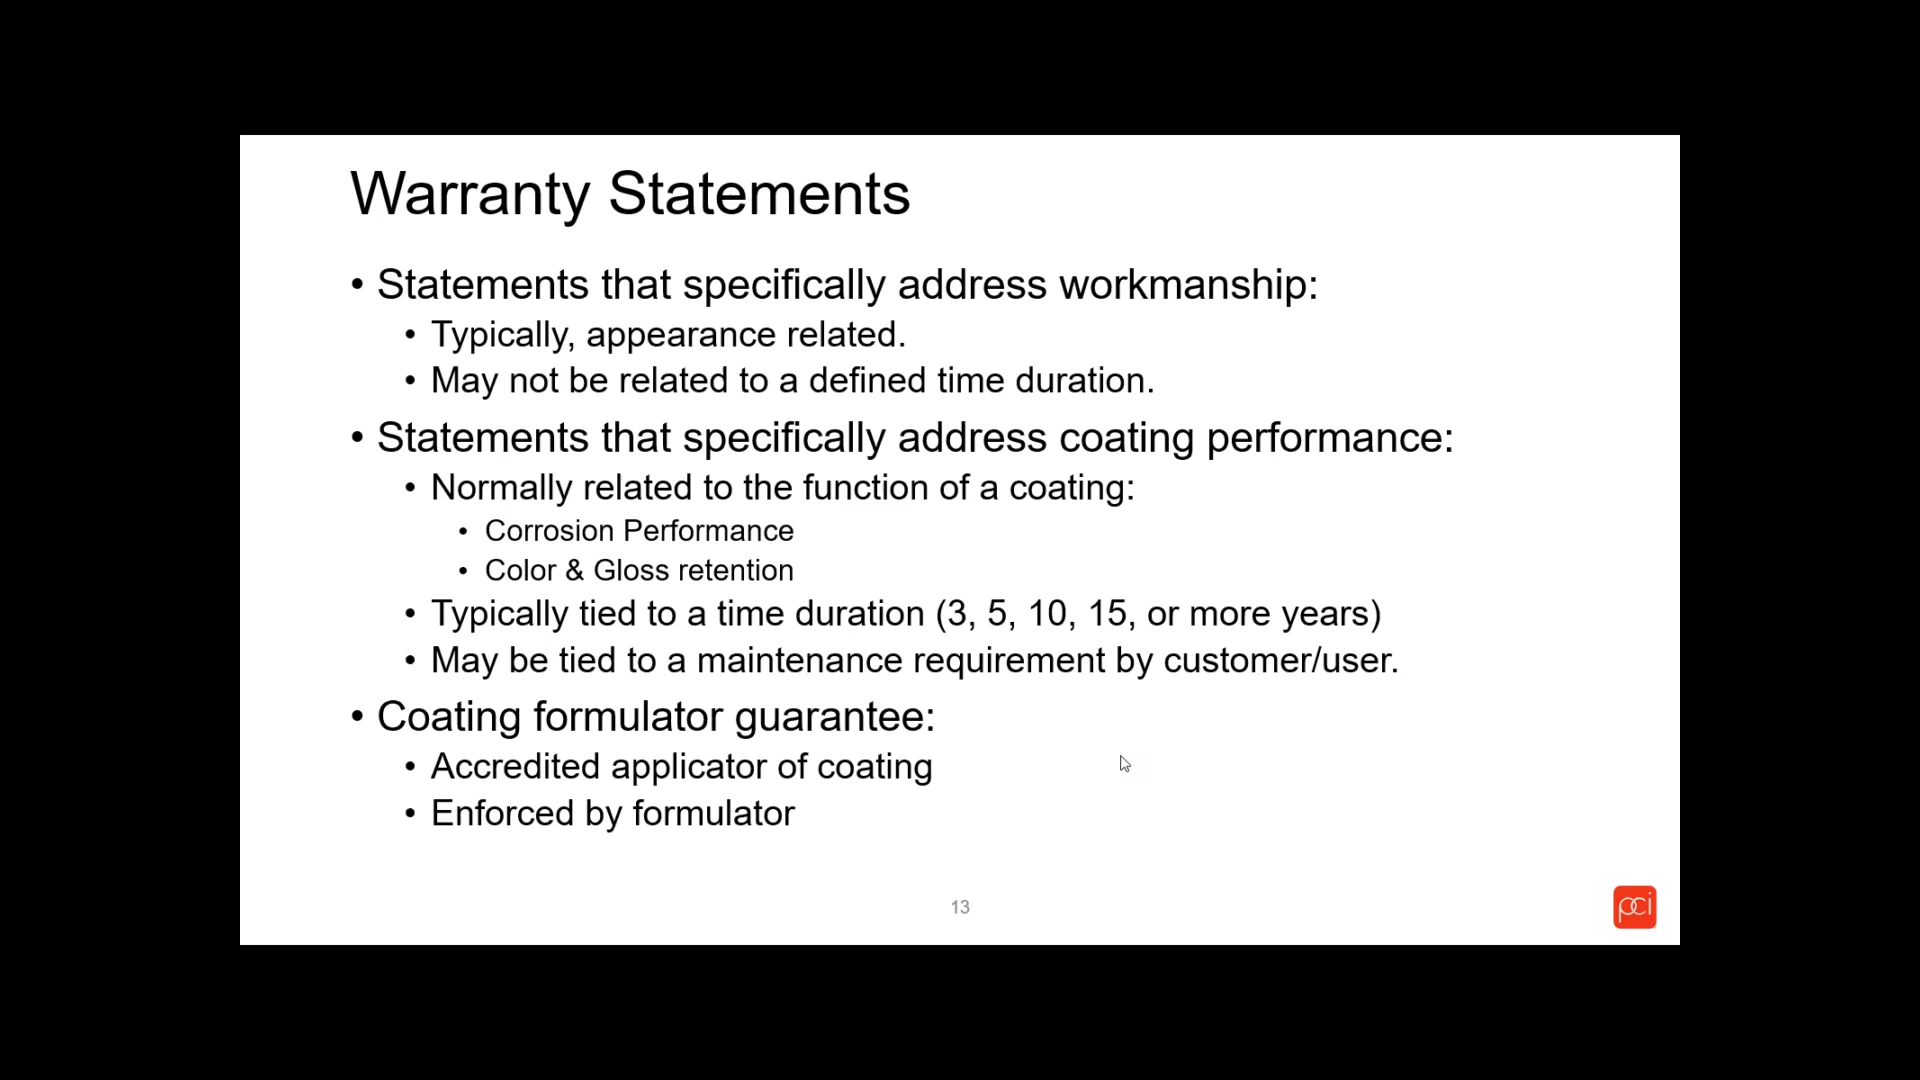 Warranty Statements
• Statements that specifically address workmanship:
• Typically, appearance related.
• May not be related to a defined time duration.
• Statements that specifically address coating performance:
• Normally related to the function of a coating:
• Corrosion Performance
• Color & Gloss retention
• Typically tied to a time duration (3, 5, 10, 15, or more years)
• May be tied to a maintenance requirement by customer/user.
• Coating formulator guarantee:
• Accredited applicator of coating
• Enforced by formulator
13
pci